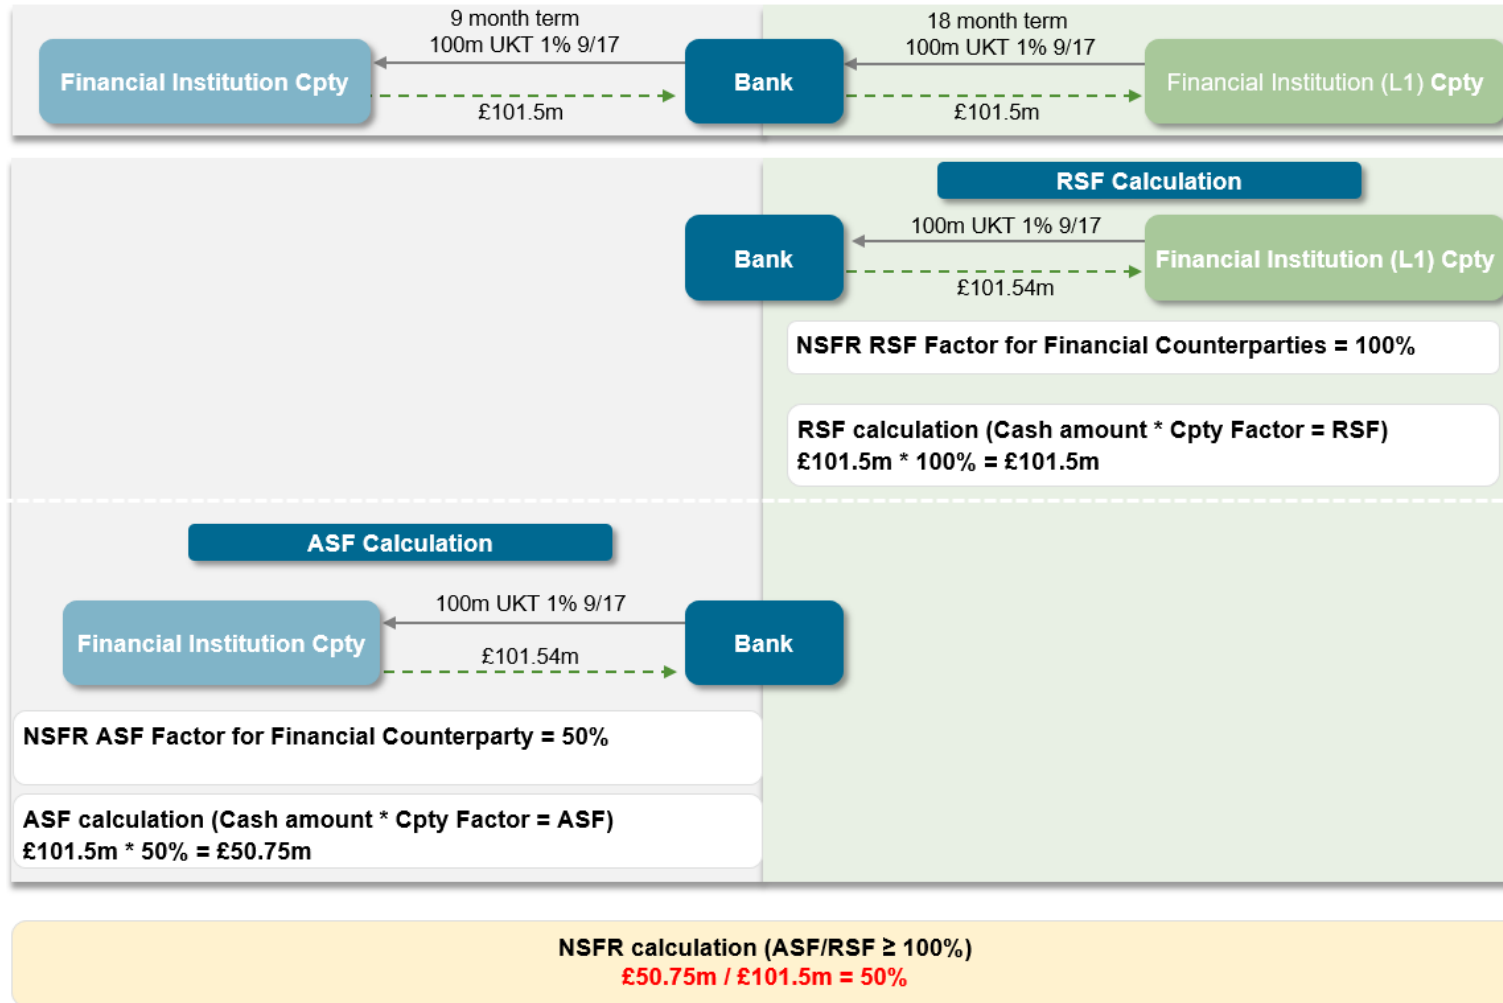 9 month term
100m UKT 1% 9/17
18 month term
100m UKT 1% 9/17
Financial Institution Cpty
Bank
Financial Institution (L1) Cpty
£101.5m
£101.5m
RSF Calculation
100m UKT 1% 9/17
Bank
Financial Institution (L1) Cpty
£101.54m
NSFR RSF Factor for Financial Counterparties = 100%
RSF calculation (Cash amount * Cpty Factor = RSF)
£101.5m * 100% = £101.5m
ASF Calculation
100m UKT 1% 9/17
Financial Institution Cpty
Bank
£101.54m
NSFR ASF Factor for Financial Counterparty = 50%
ASF calculation (Cash amount * Cpty Factor = ASF)
£101.5m * 50% = £50.75m
NSFR calculation (ASF/RSF ≥ 100%)
£50.75m / £101.5m = 50%